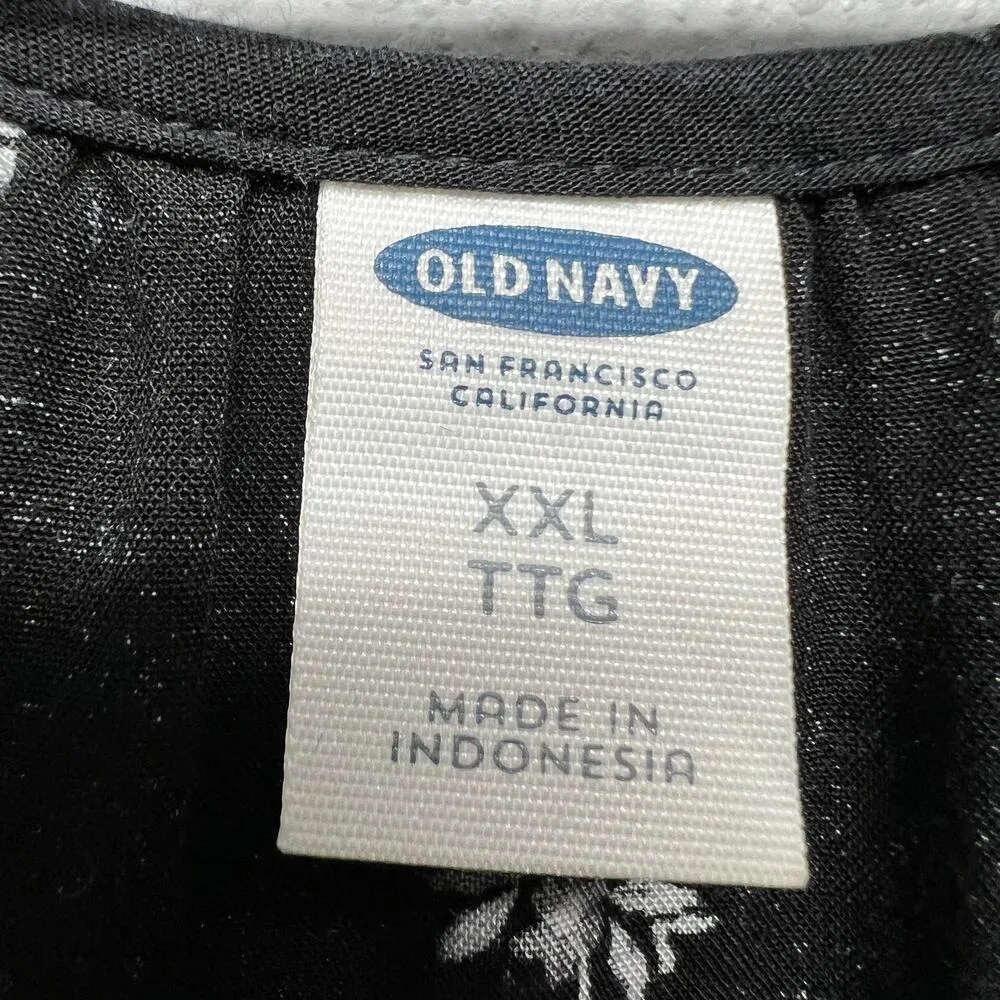 OLD NAVY
SAN FRANCISCO
CALIFORNIA
XXL
TTG
MADE IN
INDONESIA